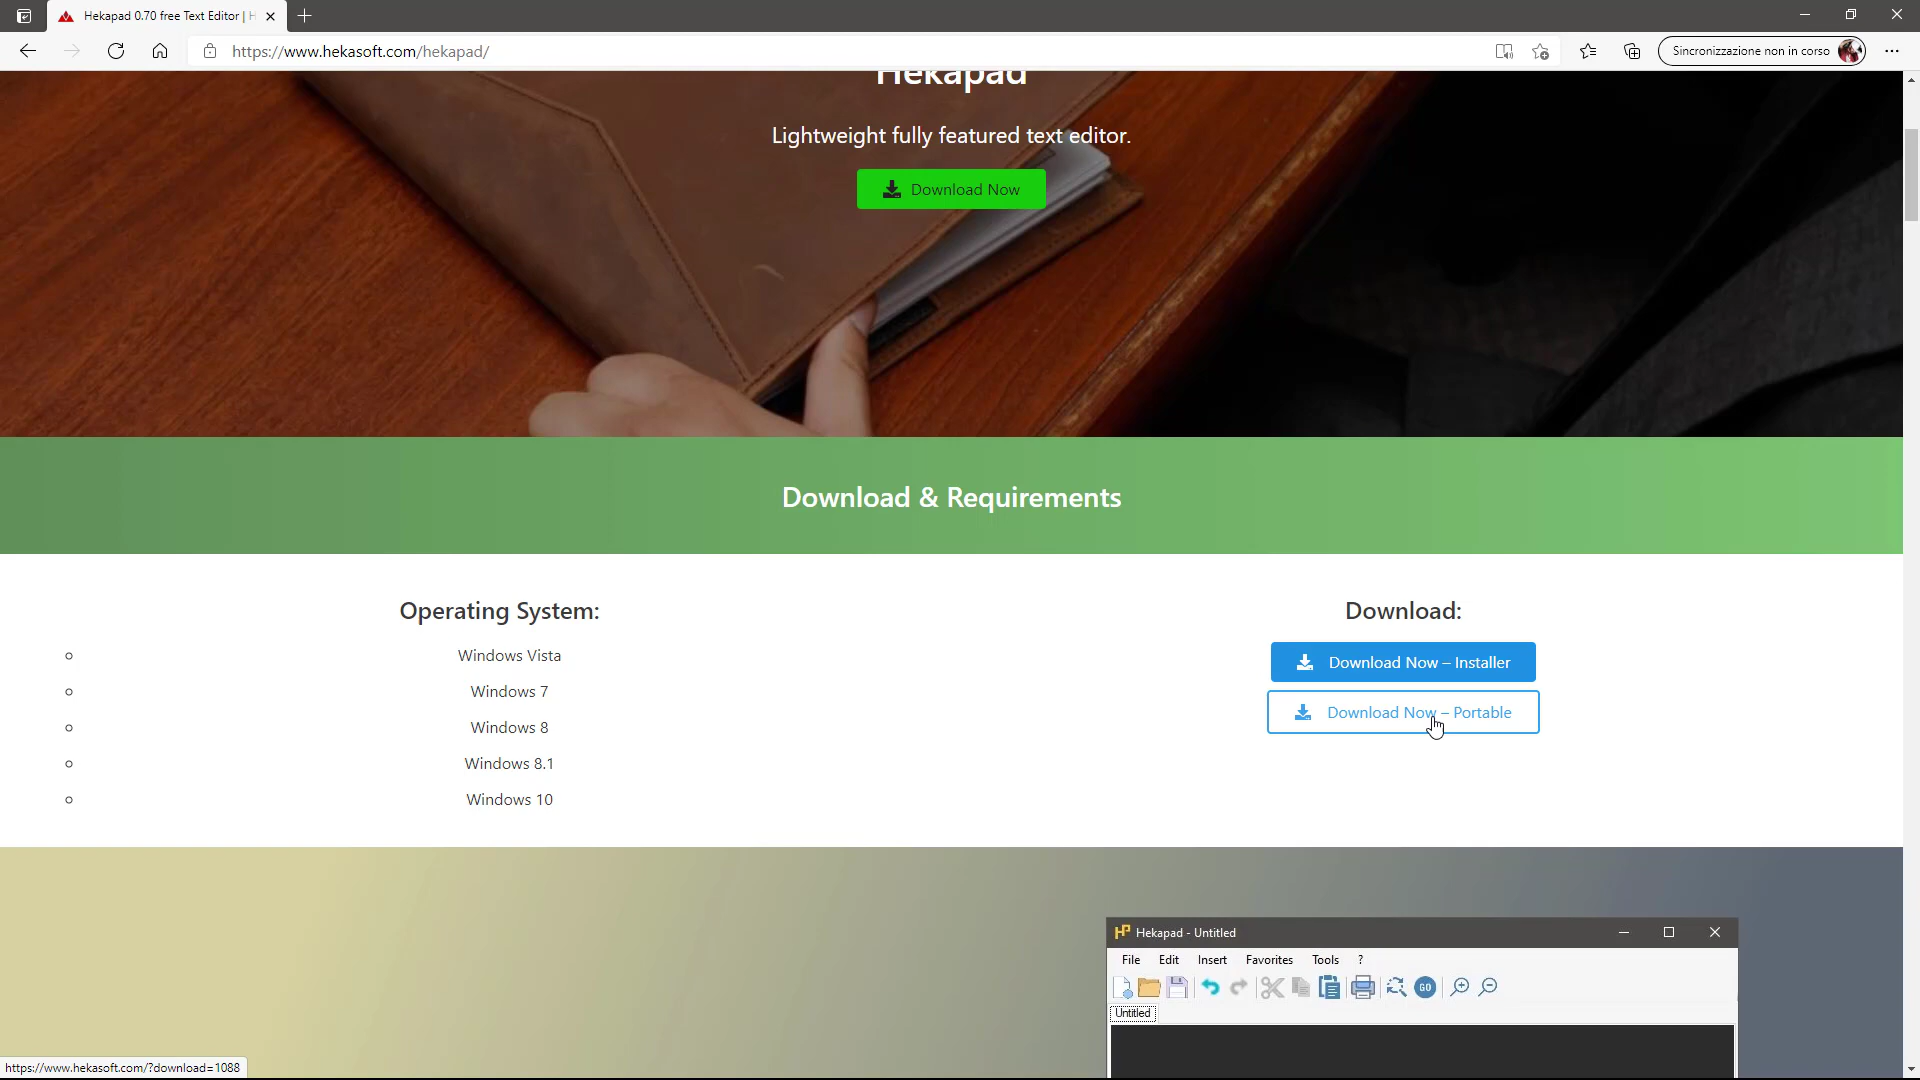 Hekapad 0.70 free Text Editor | H
https://www.hekasoft.com/hekapad/
Sincronizzazione non in corso
Hekapad
Lightweight fully featured text editor.
Download Now
Download & Requirements
Operating System:
Windows Vista
Windows 7
Windows 8
Windows 8.1
Windows 10
Download:
Download Now – Installer
Download Now – Portable
HP Hekapad - Untitled
File Edit Insert Favorites Tools ?
GO
Untitled
https://www.hekasoft.com/?download=1088